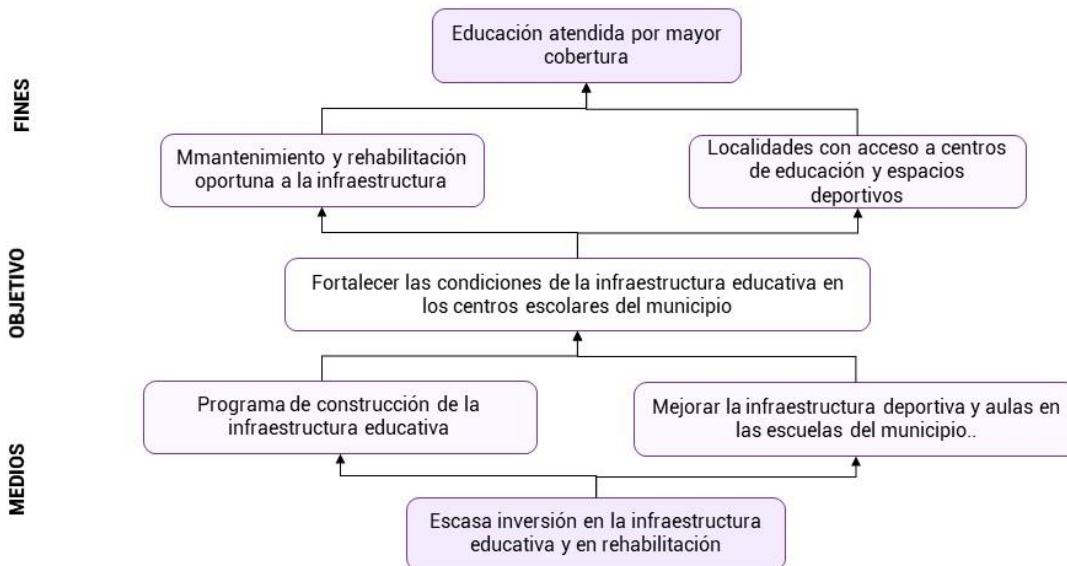 FINES
Educación atendida por mayor
cobertura
Mmantenimiento y rehabilitación
oportuna a la infraestructura
Localidades con acceso a centros
de educación y espacios
deportivos
OBJETIVO
Fortalecer las condiciones de la infraestructura educativa en
los centros escolares del municipio
MEDIOS
Programa de construcción de la
infraestructura educativa
Mejorar la infraestructura deportiva y aulas en
las escuelas del municipio..
Escasa inversión en la infraestructura
educativa y en rehabilitación